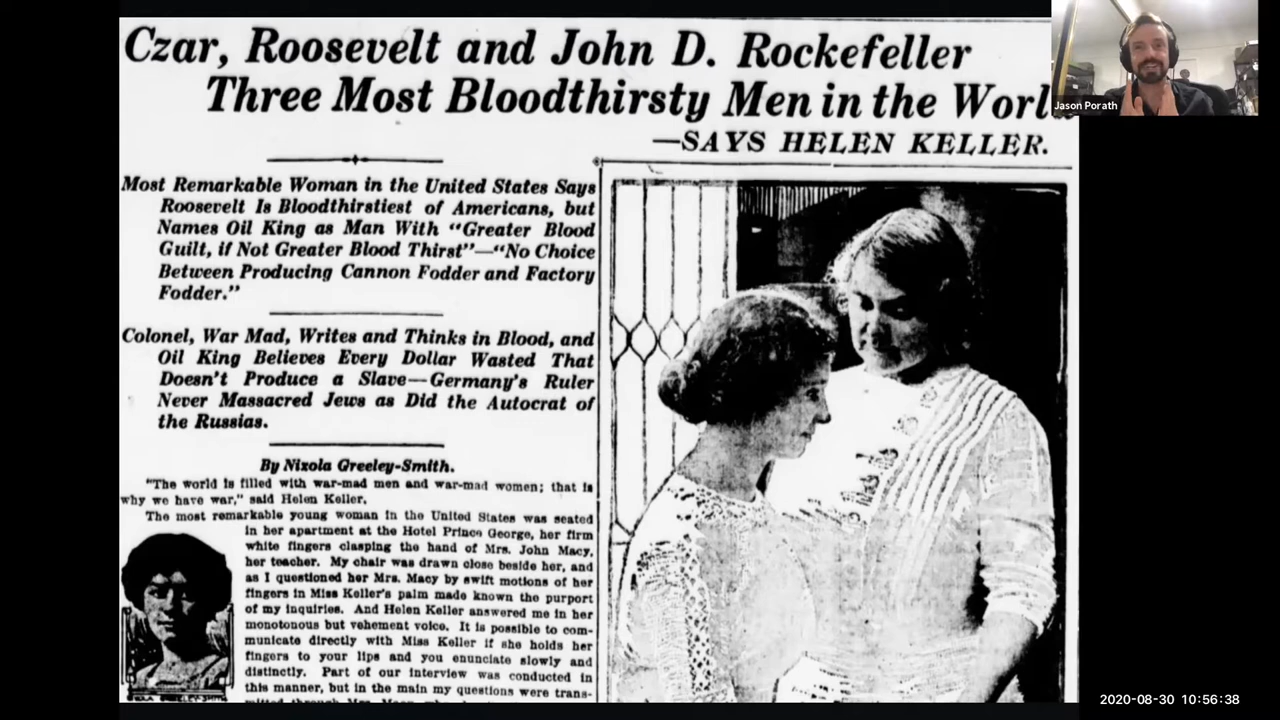 Czar, Roosevelt and John D. Rockefeller
Three Most Bloodthirsty Men in the Worl
—SAYS HELEN KELLER.
Jason Porath
Most Remarkable Woman in the United States Says
Roosevelt Is Bloodthirstiest of Americans, but
Names Oil King as Man With “Greater Blood
Guilt, if Not Greater Blood Thirst”—“No Choice
Between Producing Cannon Fodder and Factory
Fodder.”
Colonel, War Mad, Writes and Thinks in Blood, and
Oil King Believes Every Dollar Wasted That
Doesn't Produce a Slave—Germany's Ruler
Never Massacred Jews as Did the Autocrat of
the Russias.
By Nixola Greeley-Smith.
"The world is filled with war-mad men and war-mad women; that is
why we have war," said Helen Keller.
The most remarkable young woman in the United States was seated
in her apartment at the Hotel Prince George, her firm
white fingers clasping the hand of Mrs. John Macy,
her teacher. My chair was drawn close beside her, and
as I questioned her Mrs. Macy by swift motions of her
fingers in Miss Keller's palm made known the purport
of my inquiries. And Helen Keller answered me in her
monotonous but vehement voice. It is possible to com-
municate directly with Miss Keller if she holds her
fingers to your lips and you enunciate slowly and
distinctly. Part of our interview was conducted in
this manner, but in the main my questions were trans-
2020-08-30 10:56:38